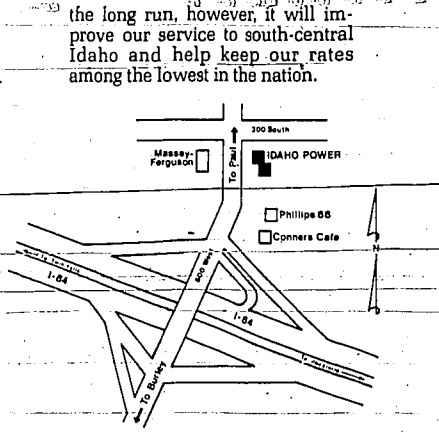 the long run, however, it will im-
prove our service to south-central
Idaho and help keep our rates
among the lowest in the nation.
300 South
Massey-
Ferguson
To Paul
IDAHO POWER
Phillips 66
Conners Cafe
N
600 West
I-84
I-84
To Burley